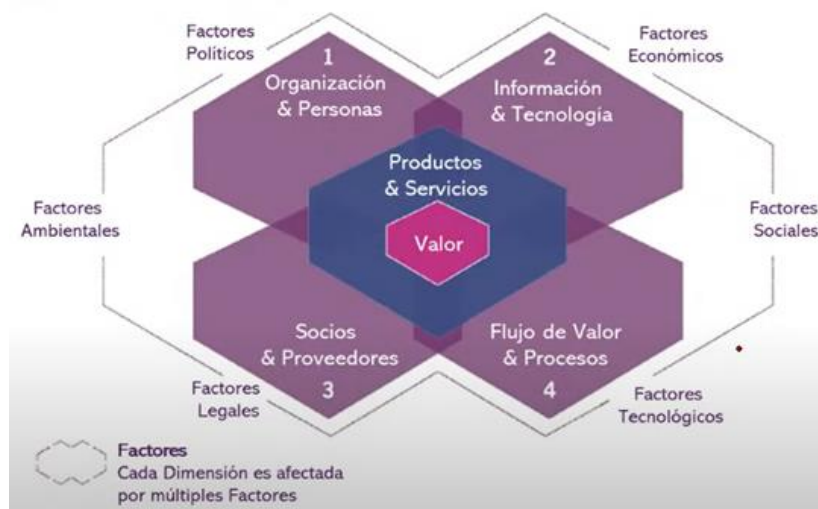 Factores
Políticos
Factores
Económicos
1
Organización
& Personas
2
Información
& Tecnología
Productos
& Servicios
Valor
Factores
Ambientales
Factores
Sociales
Socios
& Proveedores
3
Flujo de Valor
& Procesos
4
Factores
Legales
Factores
Tecnológicos
Factores
Cada Dimensión es afectada
por múltiples Factores